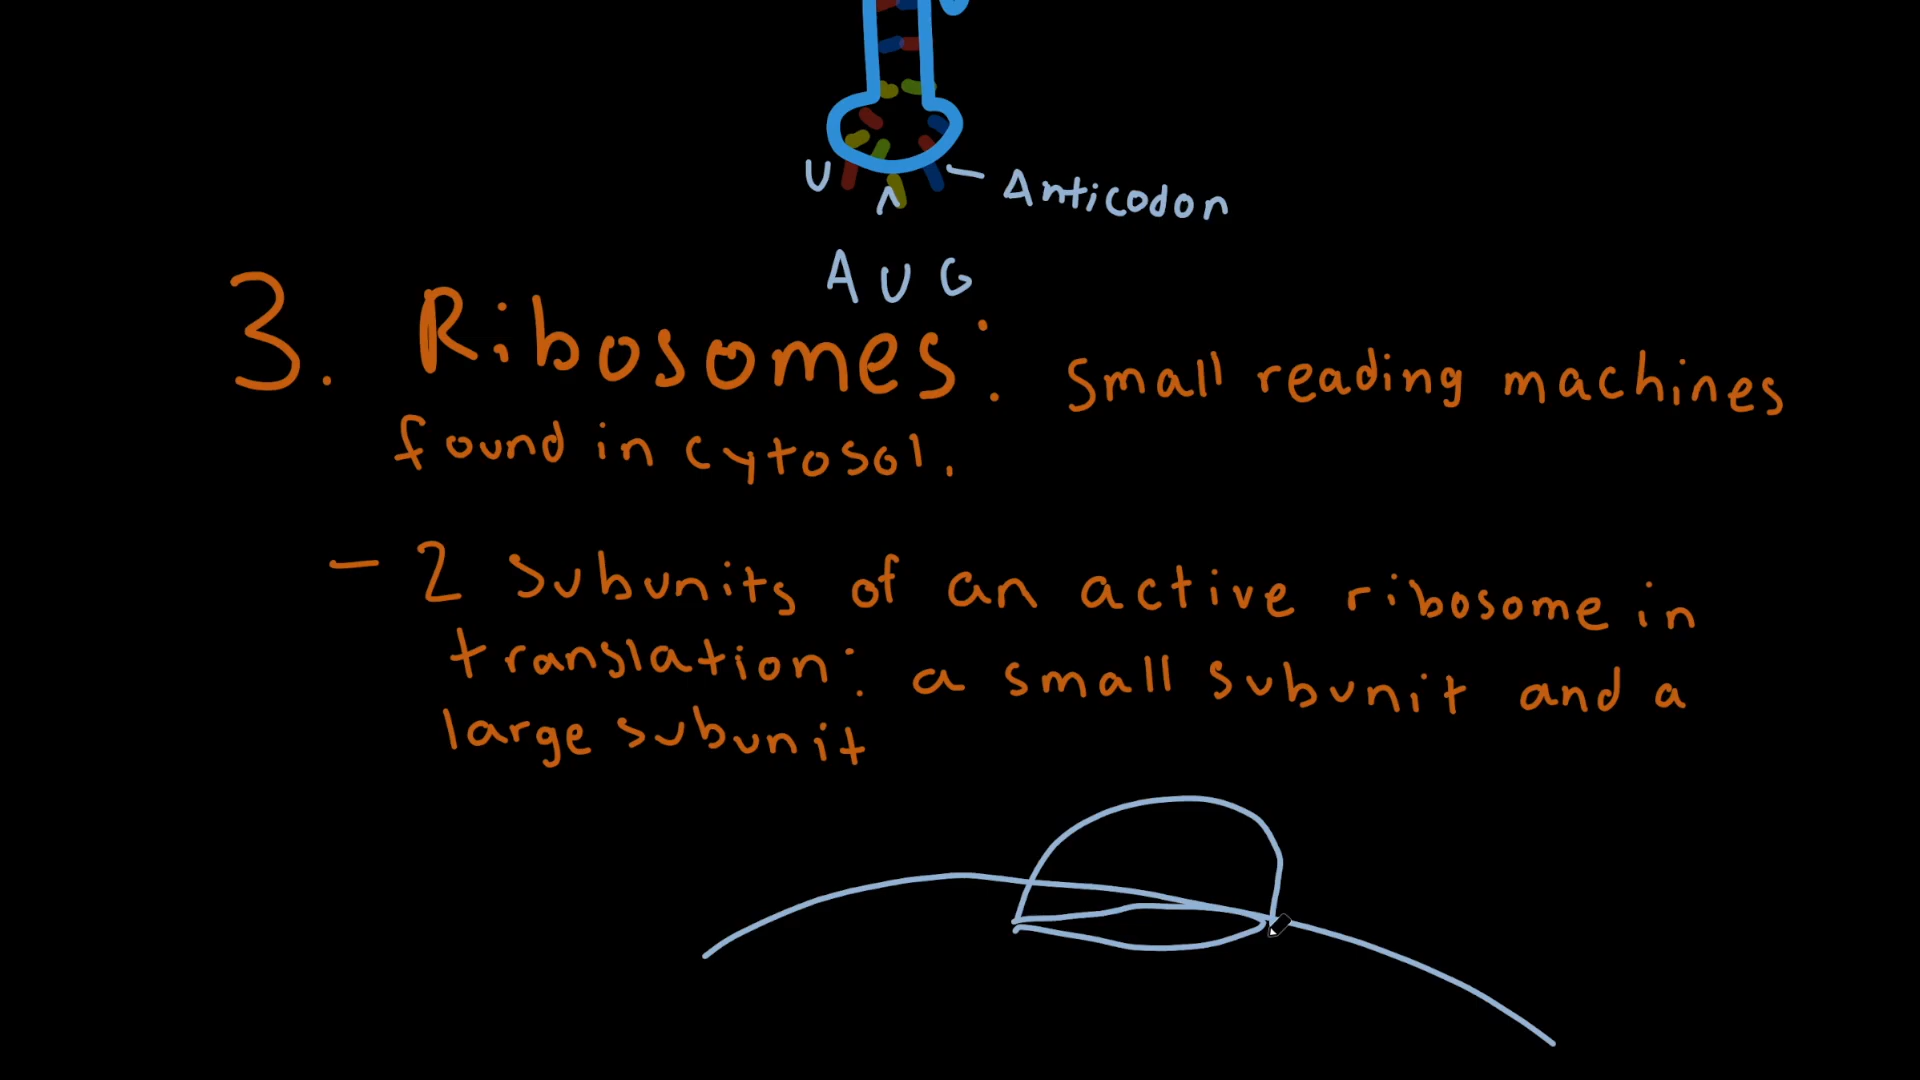 U A Anticodon
A U G
3. Ribosomes: Small reading machines
found in cytosol.
- 2 subunits of an active ribosome in
translation: a small subunit and a
large subunit